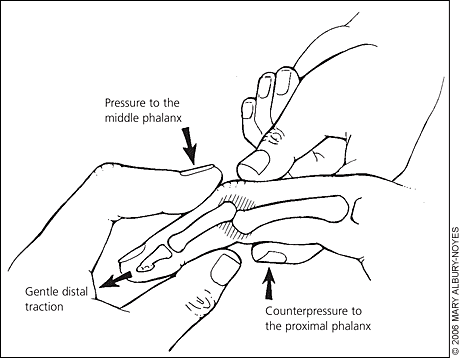 Pressure to the
middle phalanx
Gentle distal
traction
Counterpressure to
the proximal phalanx
© 2006 MARY ALBURY-NOYES